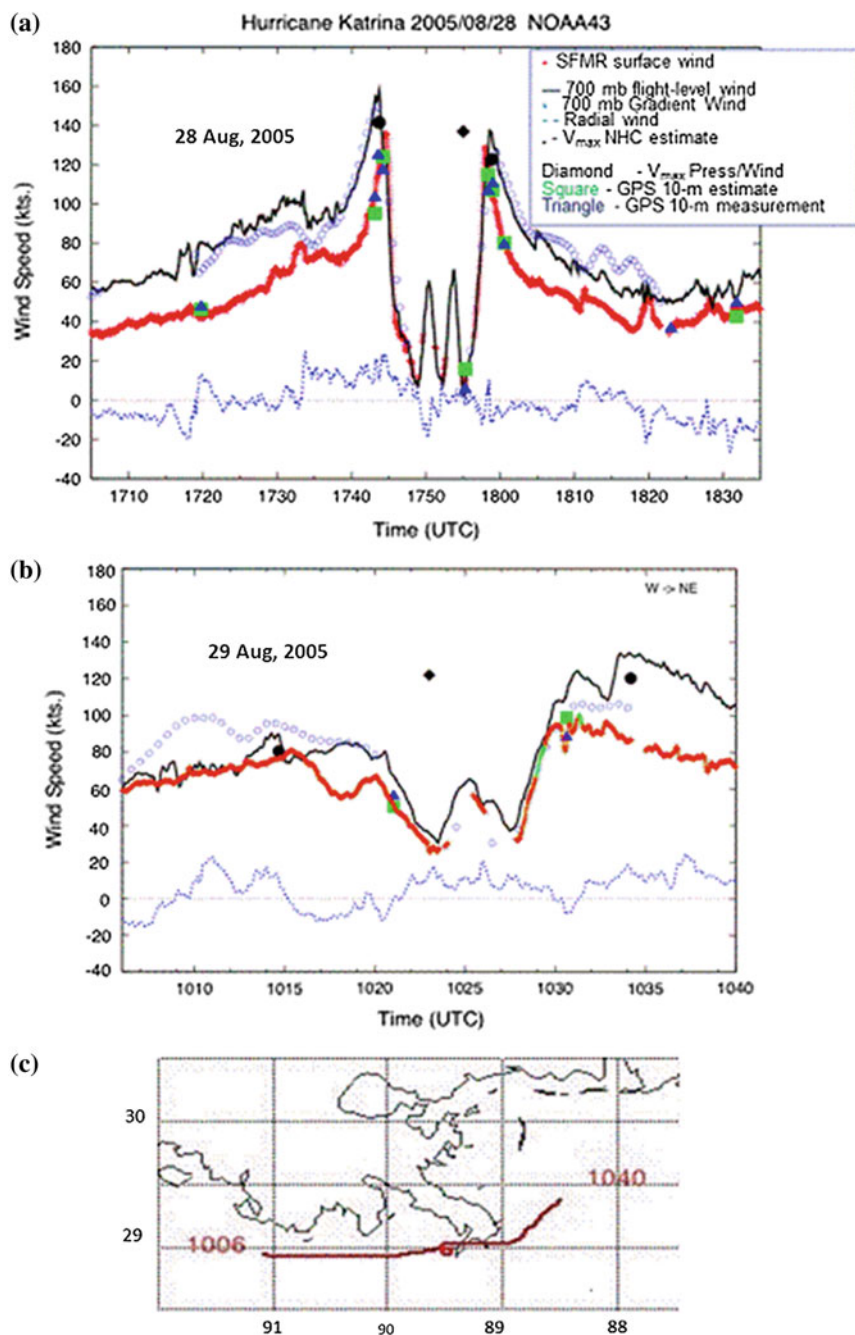 (a)
Hurricane Katrina 2005/08/28 NOAA43
180
160
140
120
100
80
60
40
20
0
-20
-40
Wind Speed (kts.)
28 Aug, 2005
SFMR surface wind
700 mb flight-level wind
700 mb Gradient Wind
Radial wind
Vmax NHC estimate
Diamond - Vmax Press/Wind
Square - GPS 10-m estimate
Triangle - GPS 10-m measurement
1710 1720 1730 1740 1750 1800 1810 1820 1830
Time (UTC)
(b)
180
160
140
120
100
80
60
40
20
0
-20
-40
Wind Speed (kts.)
W -> NE
29 Aug, 2005
1010 1015 1020 1025 1030 1035 1040
Time (UTC)
(c)
30
29
1006
1040
91 90 89 88